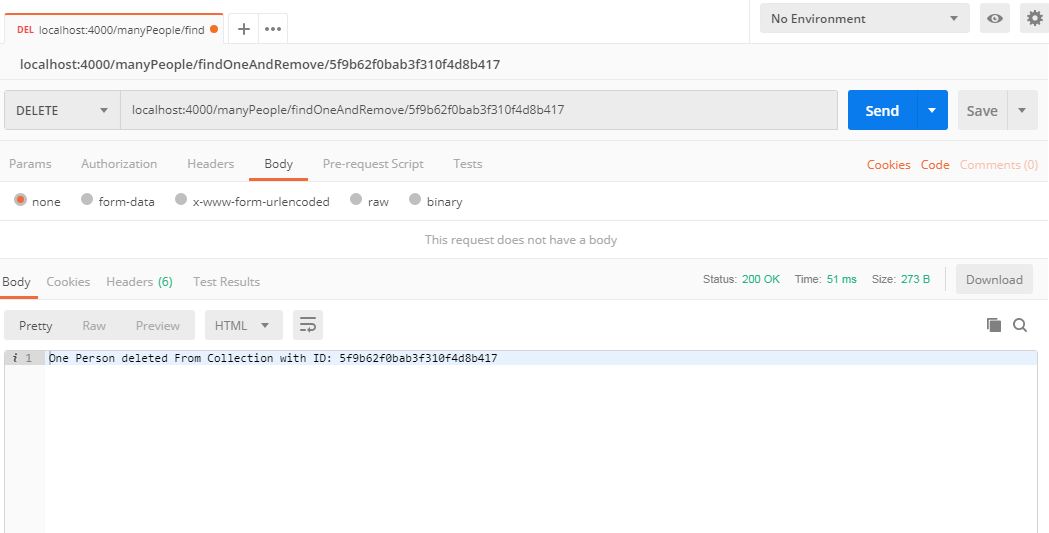 DEL localhost:4000/manyPeople/find + ••• No Environment
localhost:4000/manyPeople/findOneAndRemove/5f9b62f0bab3f310f4d8b417
DELETE localhost:4000/manyPeople/findOneAndRemove/5f9b62f0bab3f310f4d8b417 Send Save
Params Authorization Headers Body Pre-request Script Tests Cookies Code Comments (0)
none form-data x-www-form-urlencoded raw binary
This request does not have a body
Body Cookies Headers (6) Test Results Status: 200 OK Time: 51 ms Size: 273 B Download
Pretty Raw Preview HTML
i 1 One Person deleted From Collection with ID: 5f9b62f0bab3f310f4d8b417